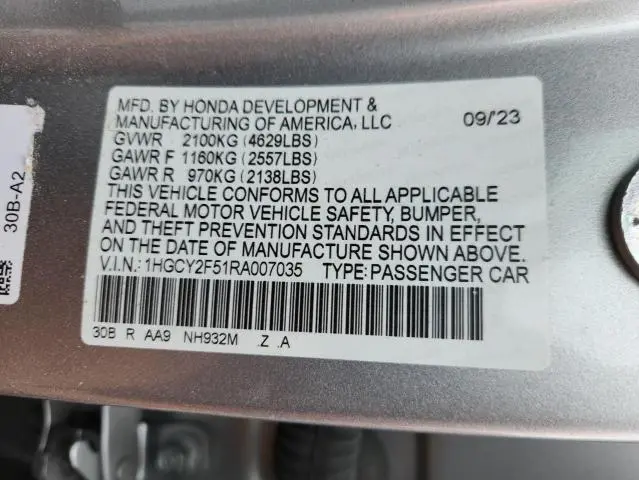 MFD. BY HONDA DEVELOPMENT &
MANUFACTURING OF AMERICA, LLC 09/'23
GVWR 2100KG (4629LBS)
GAWR F 1160KG (2557LBS)
GAWR R 970KG (2138LBS)
THIS VEHICLE CONFORMS TO ALL APPLICABLE
FEDERAL MOTOR VEHICLE SAFETY, BUMPER,
AND THEFT PREVENTION STANDARDS IN EFFECT
ON THE DATE OF MANUFACTURE SHOWN ABOVE.
V.I.N.:1HGCY2F51RA007035 TYPE:PASSENGER CAR
30B R AA9 NH932M .Z .A
30B-A2